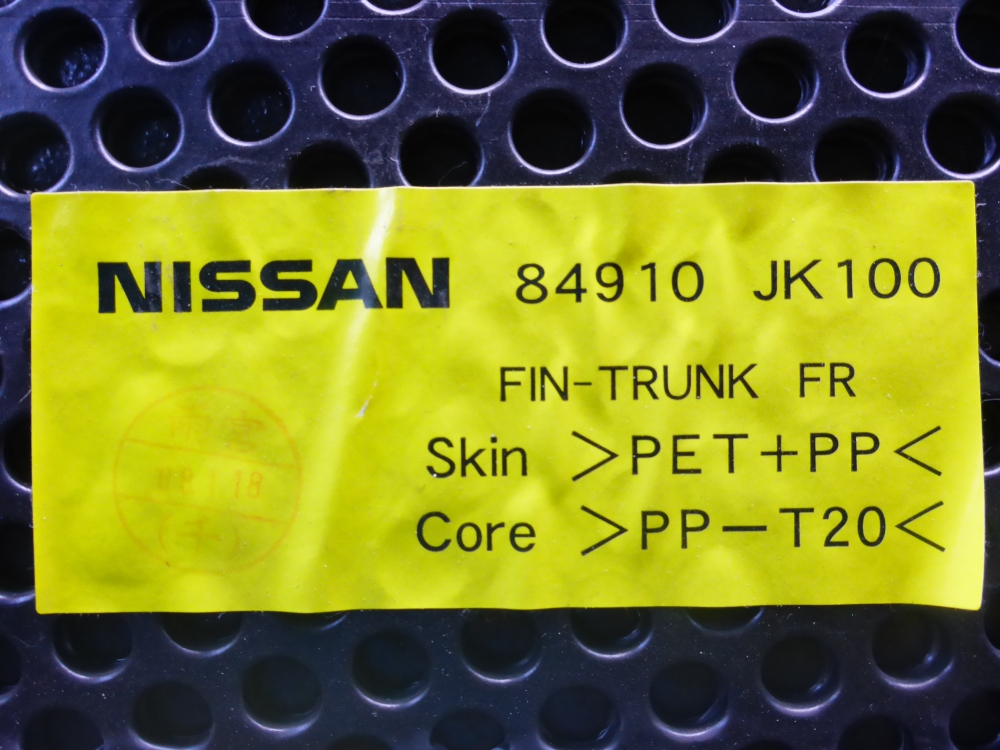 NISSAN 84910 JK100
FIN-TRUNK FR
Skin >PET+PP<
Core >PP-T20<